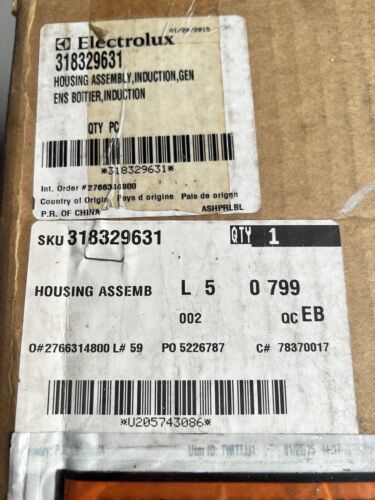 01/20/2015
Electrolux
318329631
HOUSING ASSEMBLY,INDUCTION,GEN
ENS BOITIER,INDUCTION
QTY PC
*318329631*
Int. Order #2766314800
Country of Origin Pays d origine Pais de origen
P.R. OF CHINA ASHPRLBL
SKU 318329631 QTY 1
HOUSING ASSEMB L 5 0 799
002 QC EB
O#2766314800 L# 59 PO 5226787 C# 78370017
*U205743086*
User ID: 01/20/15